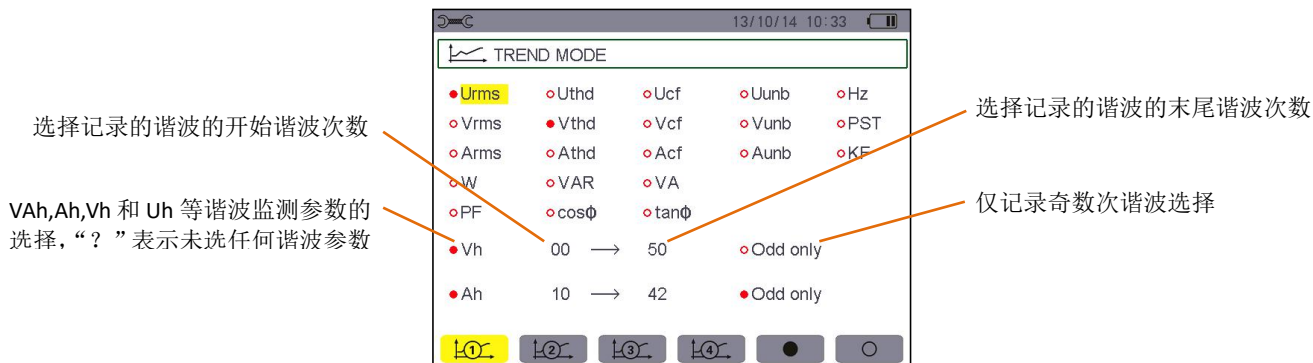 13/10/14 10:33
TREND MODE
Urms Uthd Ucf Uunb Hz
Vrms Vthd Vcf Vunb PST
Arms Athd Acf Aunb KF
W VAR VA
PF cosΦ tanΦ
Vh 00 → 50 Odd only
Ah 10 → 42 Odd only
1 2 3 4
选择记录的谐波的开始谐波次数
VAh,Ah,Vh 和 Uh 等谐波监测参数的
选择,“?”表示未选任何谐波参数
选择记录的谐波的末尾谐波次数
仅记录奇数次谐波选择